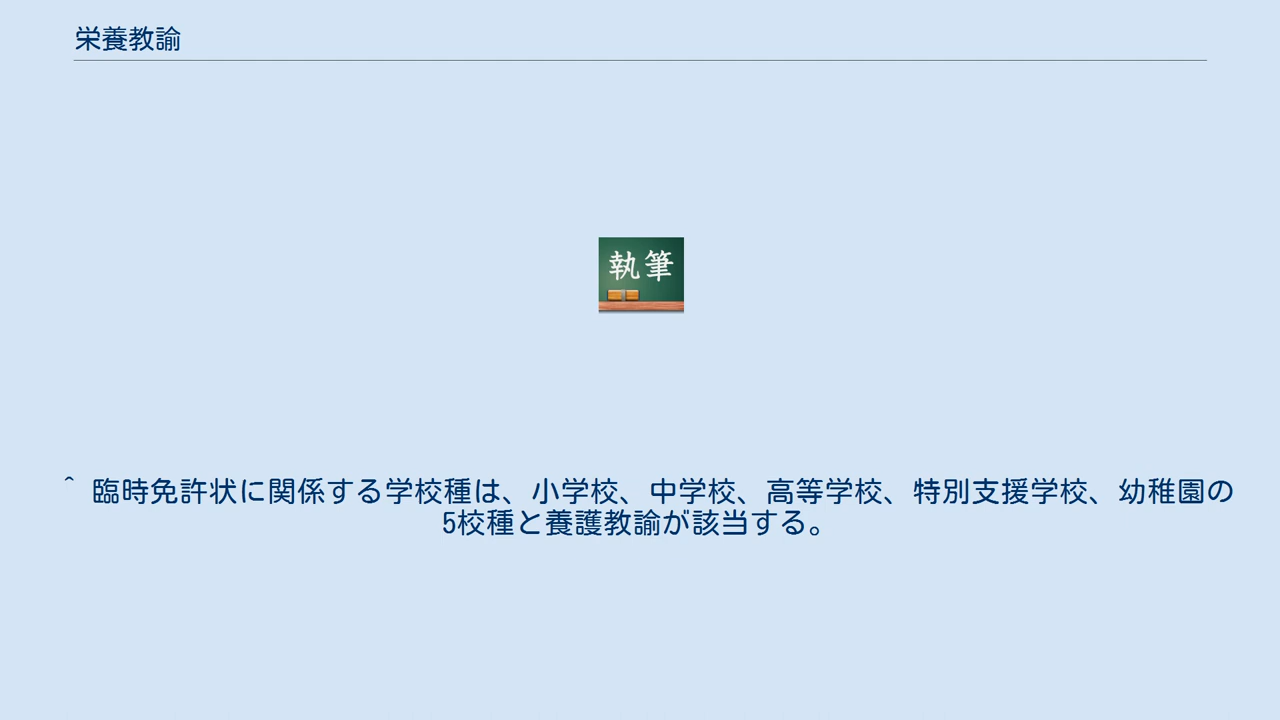 栄養教諭
執筆
^ 臨時免許状に関係する学校種は、小学校、中学校、高等学校、特別支援学校、幼稚園の
5校種と養護教諭が該当する。